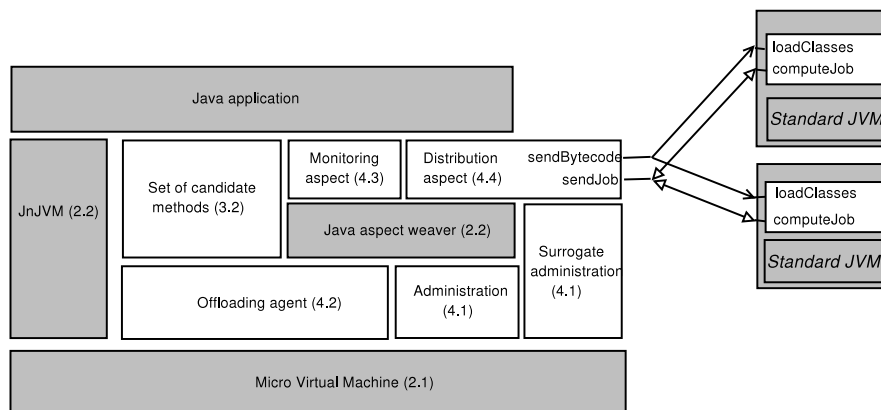 loadClasses
computeJob
Standard JVM
Java application
Monitoring
aspect (4.3)
Distribution
aspect (4.4)
sendBytecode
sendJob
JnJVM (2.2)
Set of candidate
methods (3.2)
Java aspect weaver (2.2)
Surrogate
administration
(4.1)
Offloading agent (4.2)
Administration
(4.1)
loadClasses
computeJob
Standard JVM
Micro Virtual Machine (2.1)